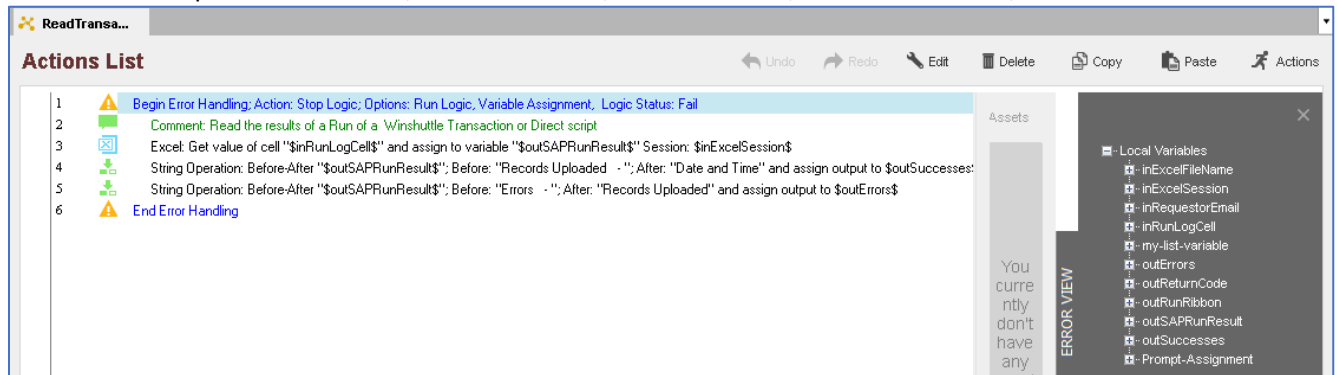 ReadTransa...
Actions List
Undo Redo Edit Delete Copy Paste Actions
1 Begin Error Handling; Action: Stop Logic; Options: Run Logic, Variable Assignment, Logic Status: Fail
2 Comment: Read the results of a Run of a Winshuttle Transaction or Direct script
3 Excel: Get value of cell "$inRunLogCell$" and assign to variable "$outSAPRunResult$" Session: $inExcelSession$
4 String Operation: Before-After "$outSAPRunResult$"; Before: "Records Uploaded - "; After: "Date and Time" and assign output to $outSuccesses$
5 String Operation: Before-After "$outSAPRunResult$"; Before: "Errors - "; After: "Records Uploaded" and assign output to $outErrors$
6 End Error Handling
Assets
You
curre
ntly
don't
have
any
ERROR VIEW
Local Variables
inExcelFileName
inExcelSession
inRequestorEmail
inRunLogCell
my-list-variable
outErrors
outReturnCode
outRunRibbon
outSAPRunResult
outSuccesses
Prompt-Assignment